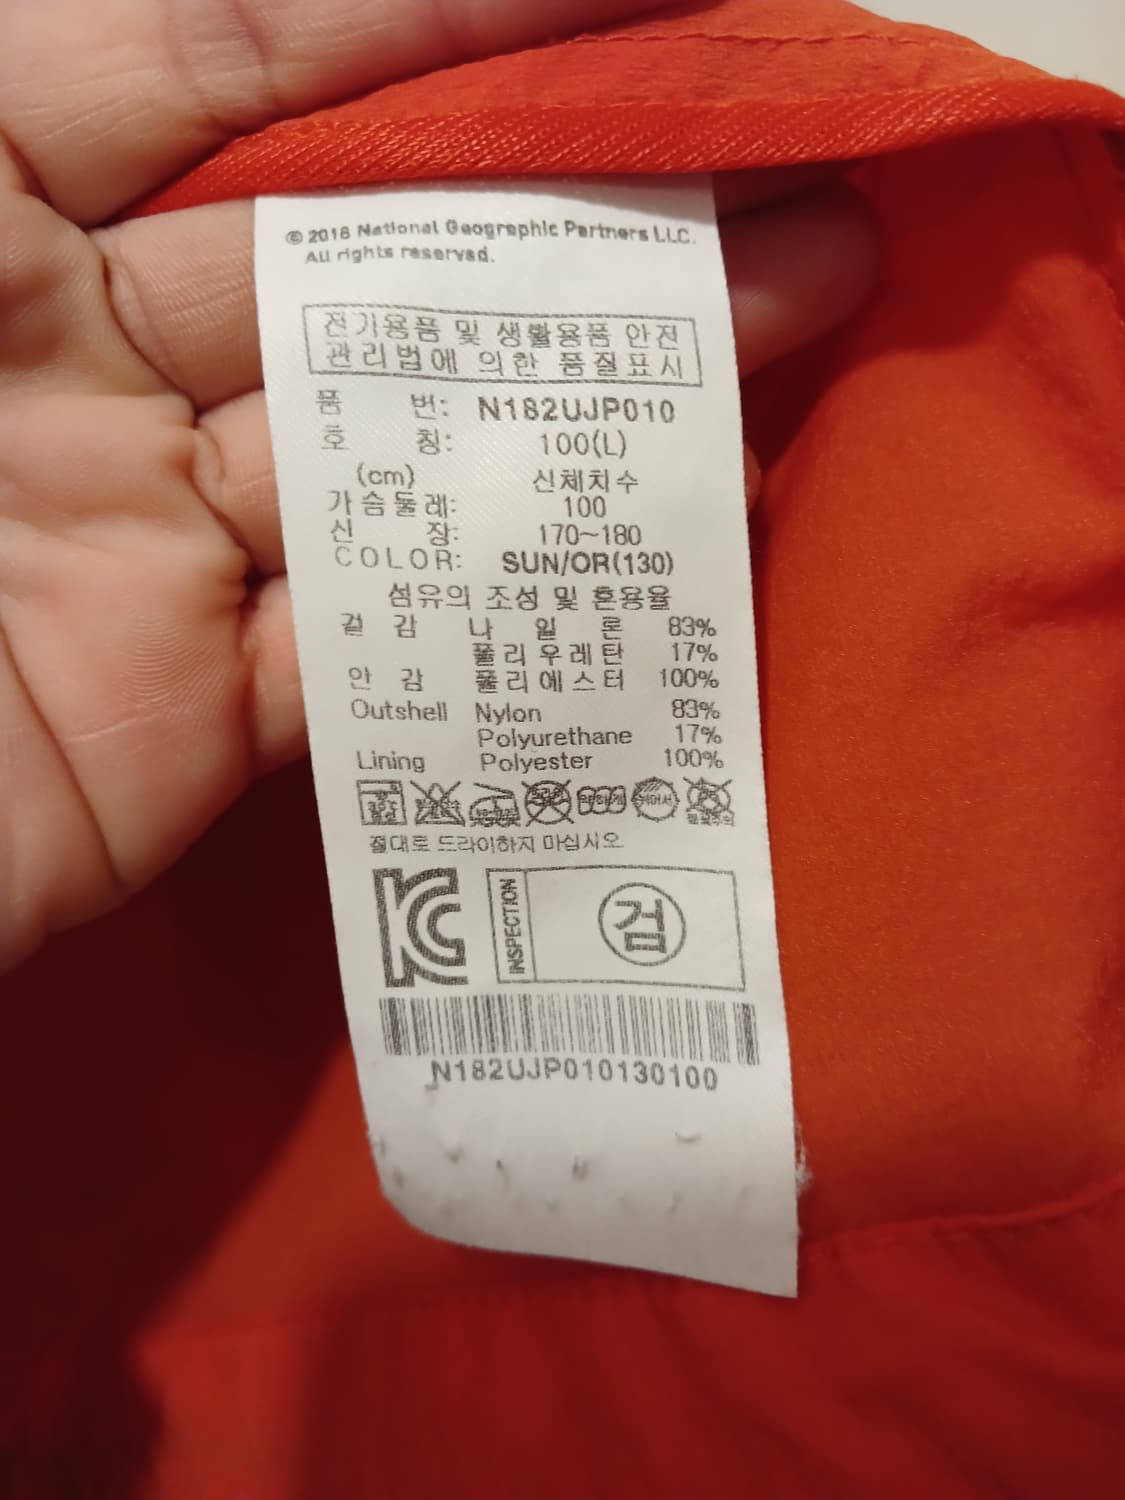 © 2018 National Geographic Partners LLC.
All rights reserved.
전기용품 및 생활용품 안전
관리법에 의한 품질표시
품 번: N182UJP010
호 칭: 100(L)
(cm) 신체치수
가슴둘레: 100
신 장: 170~180
COLOR: SUN/OR(130)
섬유의 조성 및 혼용율
겉 감 나 일 론 83%
폴리우레탄 17%
안 감 폴리에스터 100%
Outshell Nylon 83%
Polyurethane 17%
Lining Polyester 100%
절대로 드라이하지 마십시오
KC INSPECTION 검
N182UJP010130100